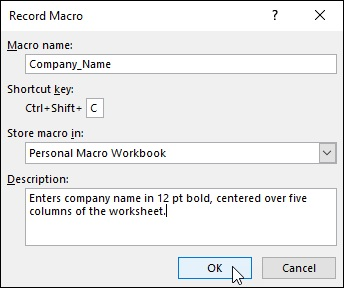 Record Macro
? ×
Macro name:
Company_Name
Shortcut key:
Ctrl+Shift+ C
Store macro in:
Personal Macro Workbook
Description:
Enters company name in 12 pt bold, centered over five
columns of the worksheet.
OK Cancel